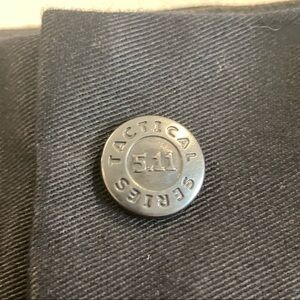 TACTICAL
5.11
SERIES